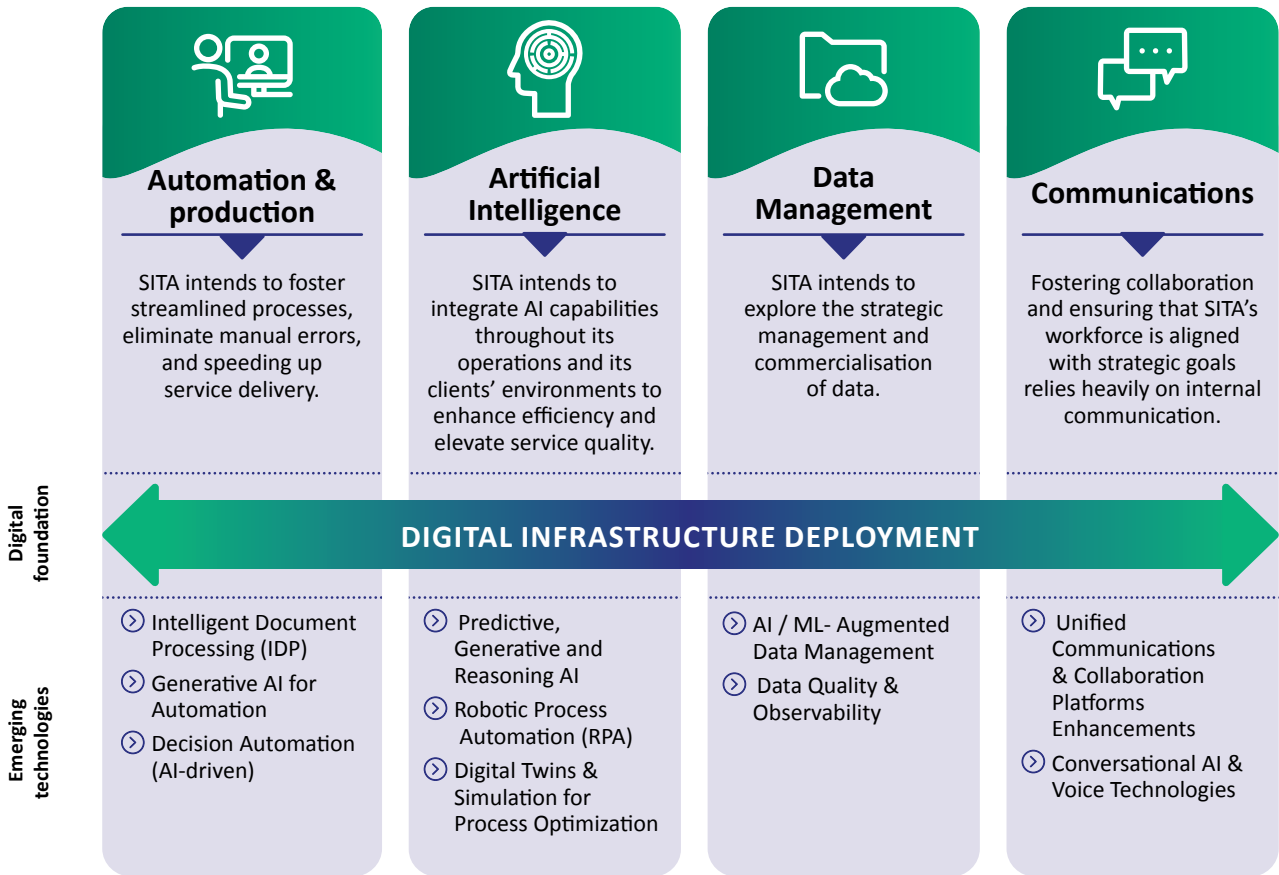 Automation &
production
SITA intends to foster
streamlined processes,
eliminate manual errors,
and speeding up
service delivery.
Artificial
Intelligence
SITA intends to
integrate AI capabilities
throughout its
operations and its
clients’ environments to
enhance efficiency and
elevate service quality.
Data
Management
SITA intends to
explore the strategic
management and
commercialisation
of data.
Communications
Fostering collaboration
and ensuring that SITA’s
workforce is aligned
with strategic goals
relies heavily on internal
communication.
Digital
foundation
DIGITAL INFRASTRUCTURE DEPLOYMENT
Emerging
technologies
Intelligent Document
Processing (IDP)
Generative AI for
Automation
Decision Automation
(AI-driven)
Predictive,
Generative and
Reasoning AI
Robotic Process
Automation (RPA)
Digital Twins &
Simulation for
Process Optimization
AI / ML- Augmented
Data Management
Data Quality &
Observability
Unified
Communications
& Collaboration
Platforms
Enhancements
Conversational AI &
Voice Technologies